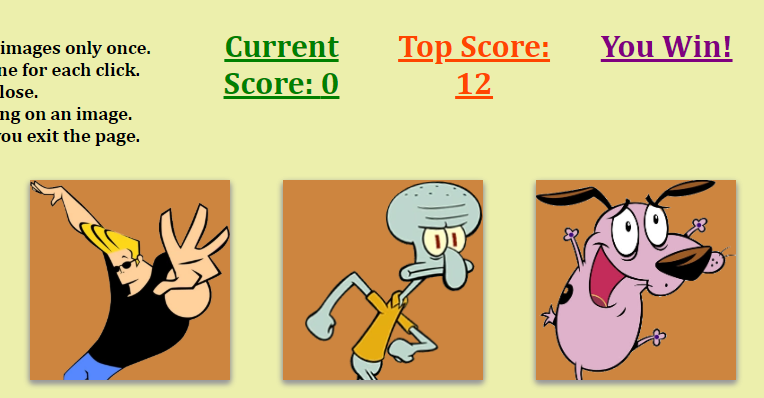 images only once.
ne for each click.
lose.
ng on an image.
you exit the page.
Current
Score: 0
Top Score:
12
You Win!